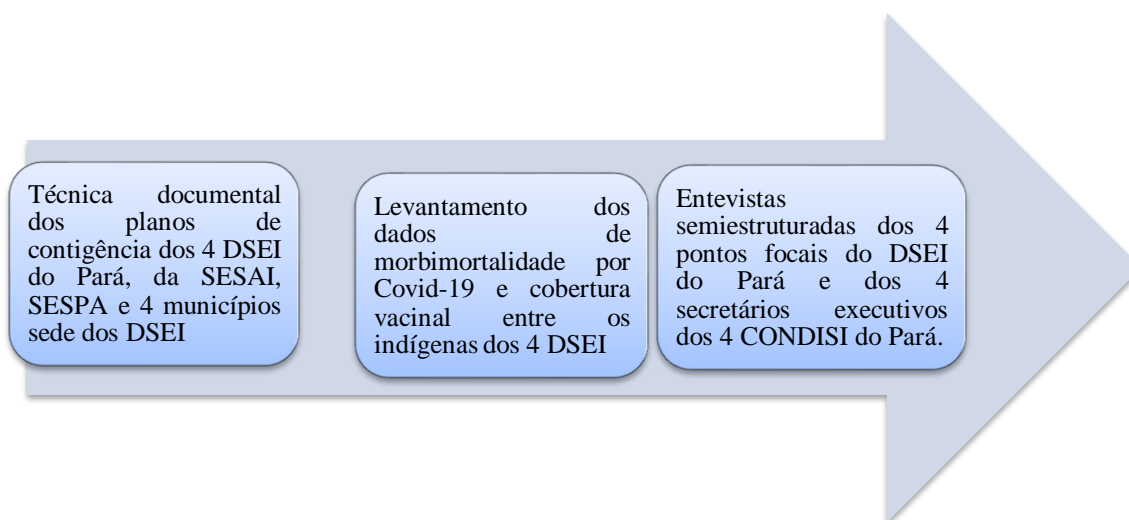 Técnica documental
dos planos de
contigência dos 4 DSEI
do Pará, da SESAI,
SESPA e 4 municípios
sede dos DSEI
Levantamento dos
dados de
morbimortalidade por
Covid-19 e cobertura
vacinal entre os
indígenas dos 4 DSEI
Entevistas
semiestruturadas dos 4
pontos focais do DSEI
do Pará e dos 4
secretários executivos
dos 4 CONDISI do Pará.